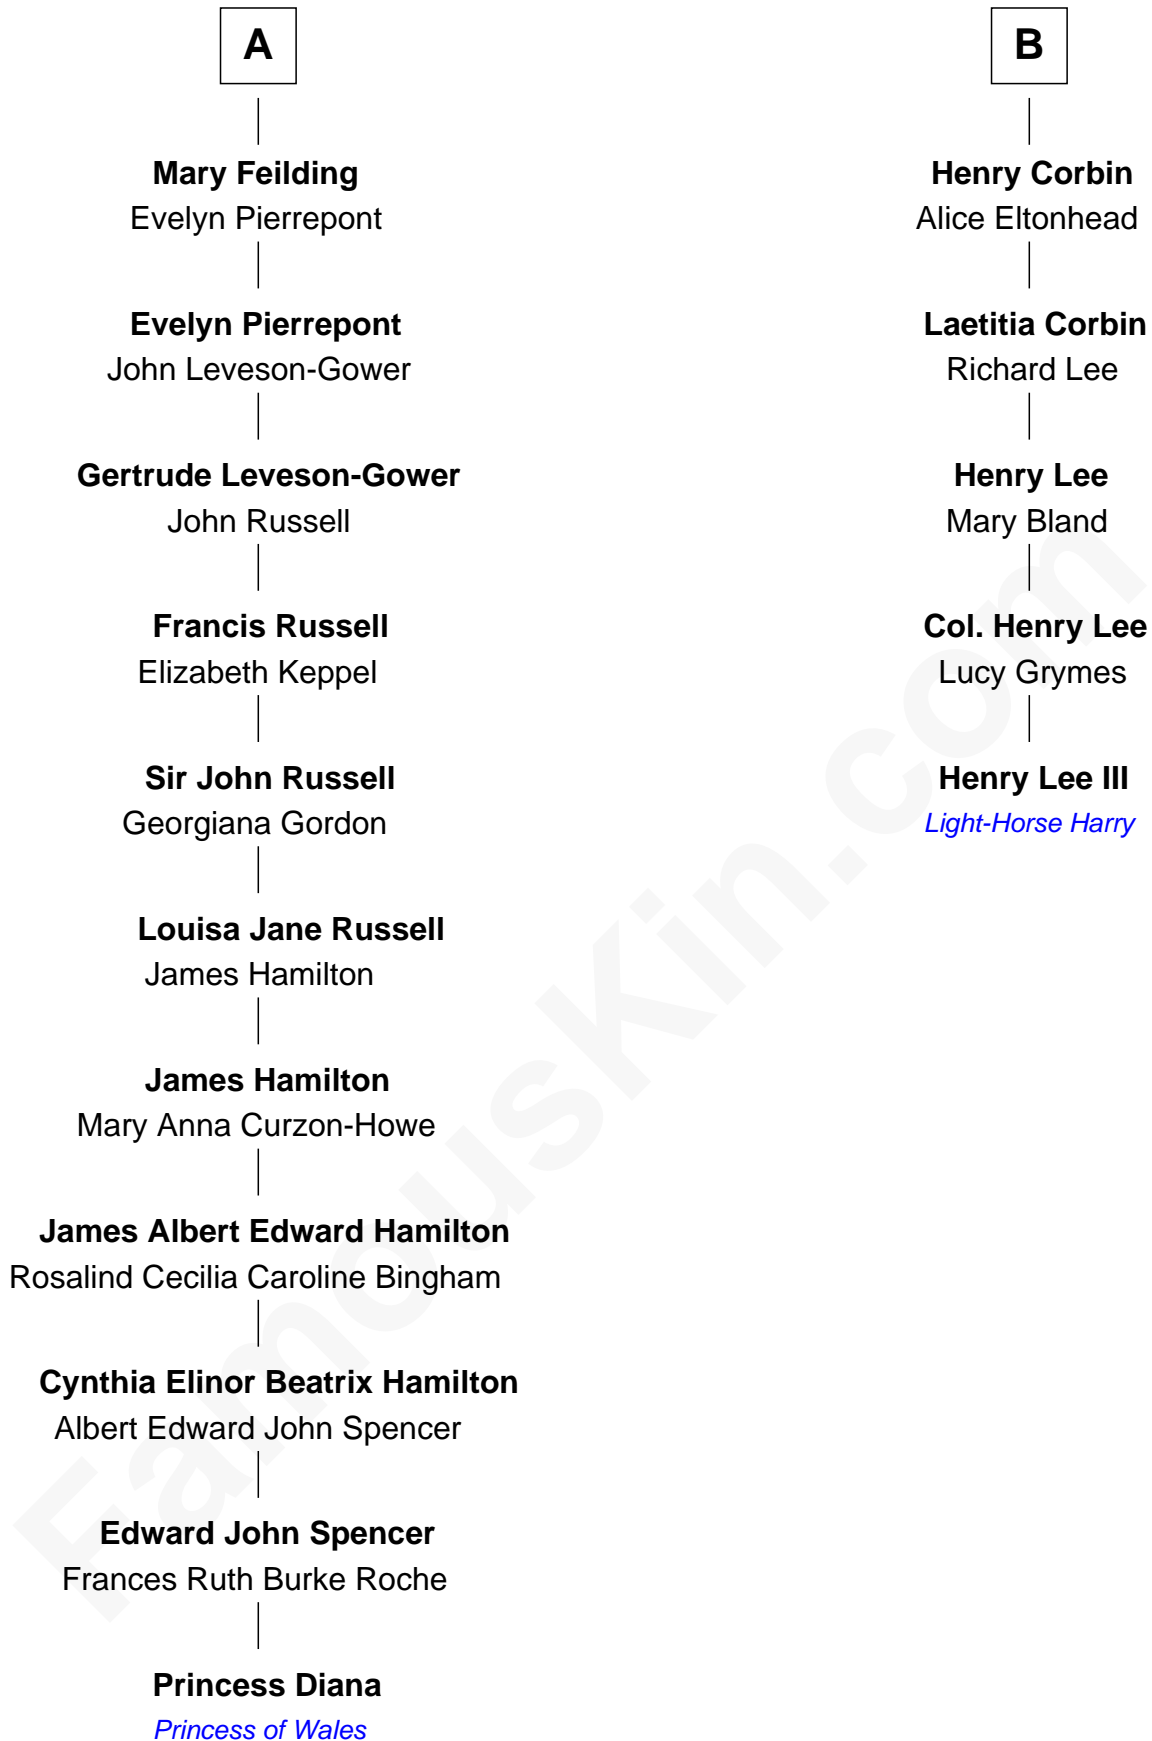 A
Mary Feilding
Evelyn Pierrepont
Evelyn Pierrepont
John Leveson-Gower
Gertrude Leveson-Gower
John Russell
Francis Russell
Elizabeth Keppel
Sir John Russell
Georgiana Gordon
Louisa Jane Russell
James Hamilton
James Hamilton
Mary Anna Curzon-Howe
James Albert Edward Hamilton
Rosalind Cecilia Caroline Bingham
Cynthia Elinor Beatrix Hamilton
Albert Edward John Spencer
Edward John Spencer
Frances Ruth Burke Roche
Princess Diana
Princess of Wales
B
Henry Corbin
Alice Eltonhead
Laetitia Corbin
Richard Lee
Henry Lee
Mary Bland
Col. Henry Lee
Lucy Grymes
Henry Lee III
Light-Horse Harry
FamousKin.com